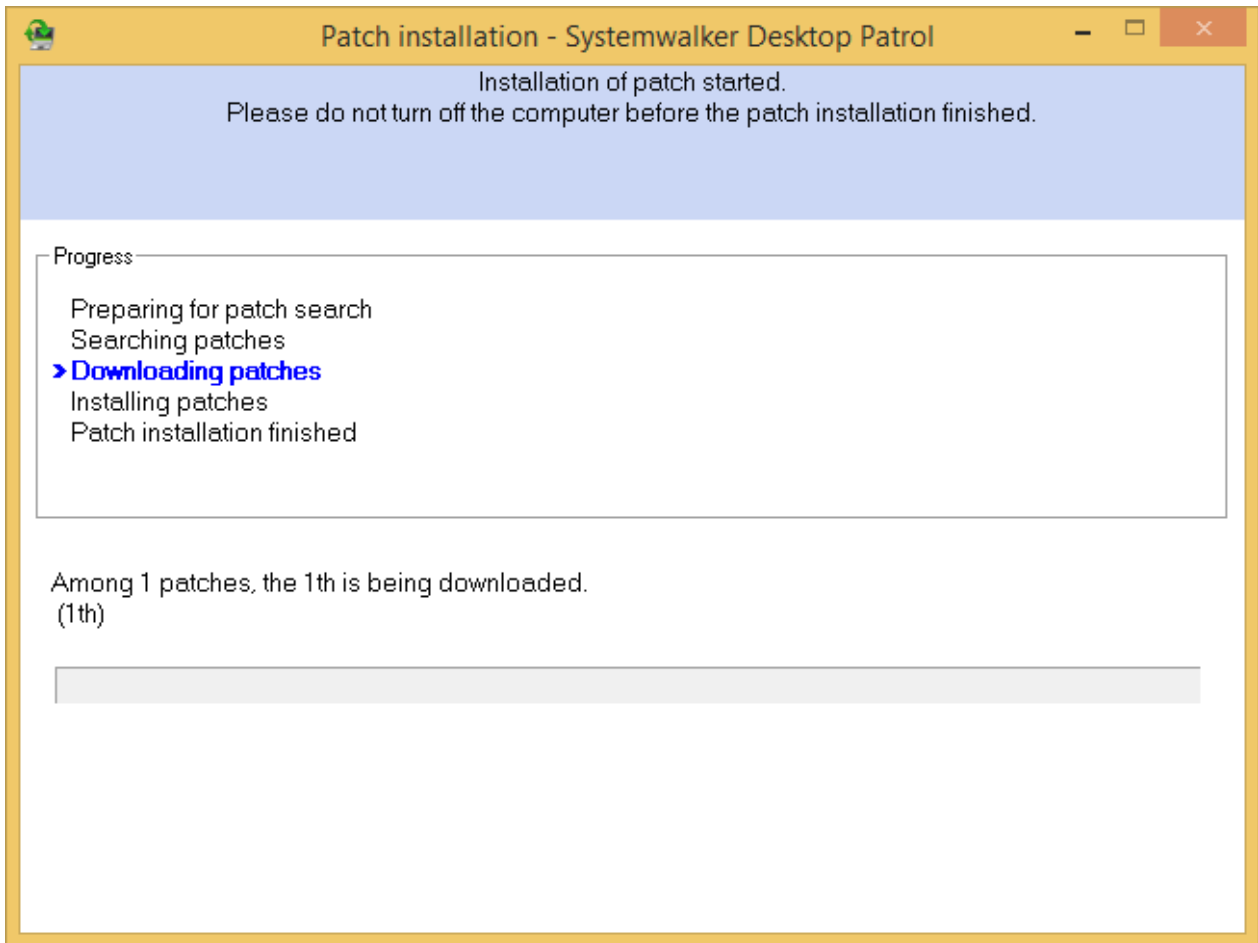 Patch installation - Systemwalker Desktop Patrol
Installation of patch started.
Please do not turn off the computer before the patch installation finished.
Progress
Preparing for patch search
Searching patches
> Downloading patches
Installing patches
Patch installation finished
Among 1 patches, the 1th is being downloaded.
(1th)